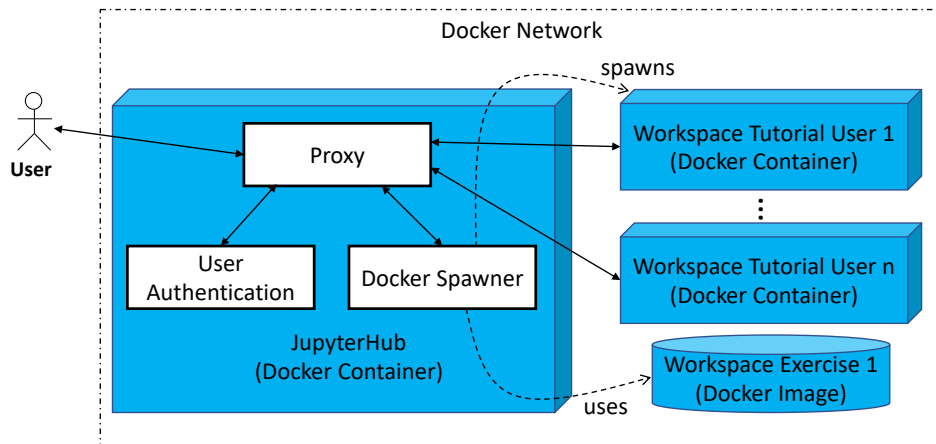 Docker Network
spawns
Workspace Tutorial User 1
(Docker Container)
Proxy
User
...
User
Authentication
Docker Spawner
Workspace Tutorial User n
(Docker Container)
JupyterHub
(Docker Container)
Workspace Exercise 1
(Docker Image)
uses